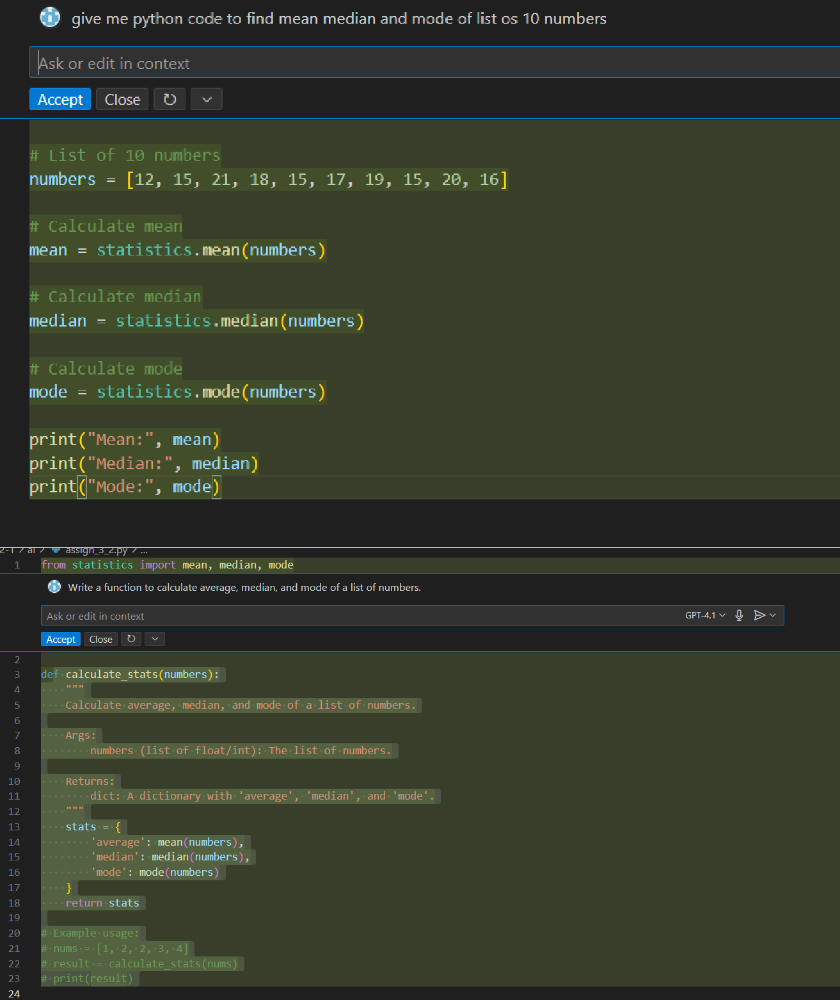 give me python code to find mean median and mode of list os 10 numbers
Ask or edit in context
Accept Close
# List of 10 numbers
numbers = [12, 15, 21, 18, 15, 17, 19, 15, 20, 16]
# Calculate mean
mean = statistics.mean(numbers)
# Calculate median
median = statistics.median(numbers)
# Calculate mode
mode = statistics.mode(numbers)
print("Mean:", mean)
print("Median:", median)
print("Mode:", mode)
2-1 > ai > assign_3_2.py > ...
1 from statistics import mean, median, mode
Write a function to calculate average, median, and mode of a list of numbers.
Ask or edit in context GPT-4.1
Accept Close
2
3 def calculate_stats(numbers):
4 """
5 Calculate average, median, and mode of a list of numbers.
6
7 Args:
8 numbers (list of float/int): The list of numbers.
9
10 Returns:
11 dict: A dictionary with 'average', 'median', and 'mode'.
12 """
13 stats = {
14 'average': mean(numbers),
15 'median': median(numbers),
16 'mode': mode(numbers)
17 }
18 return stats
19
20 # Example usage:
21 # nums = [1, 2, 2, 3, 4]
22 # result = calculate_stats(nums)
23 # print(result)
24